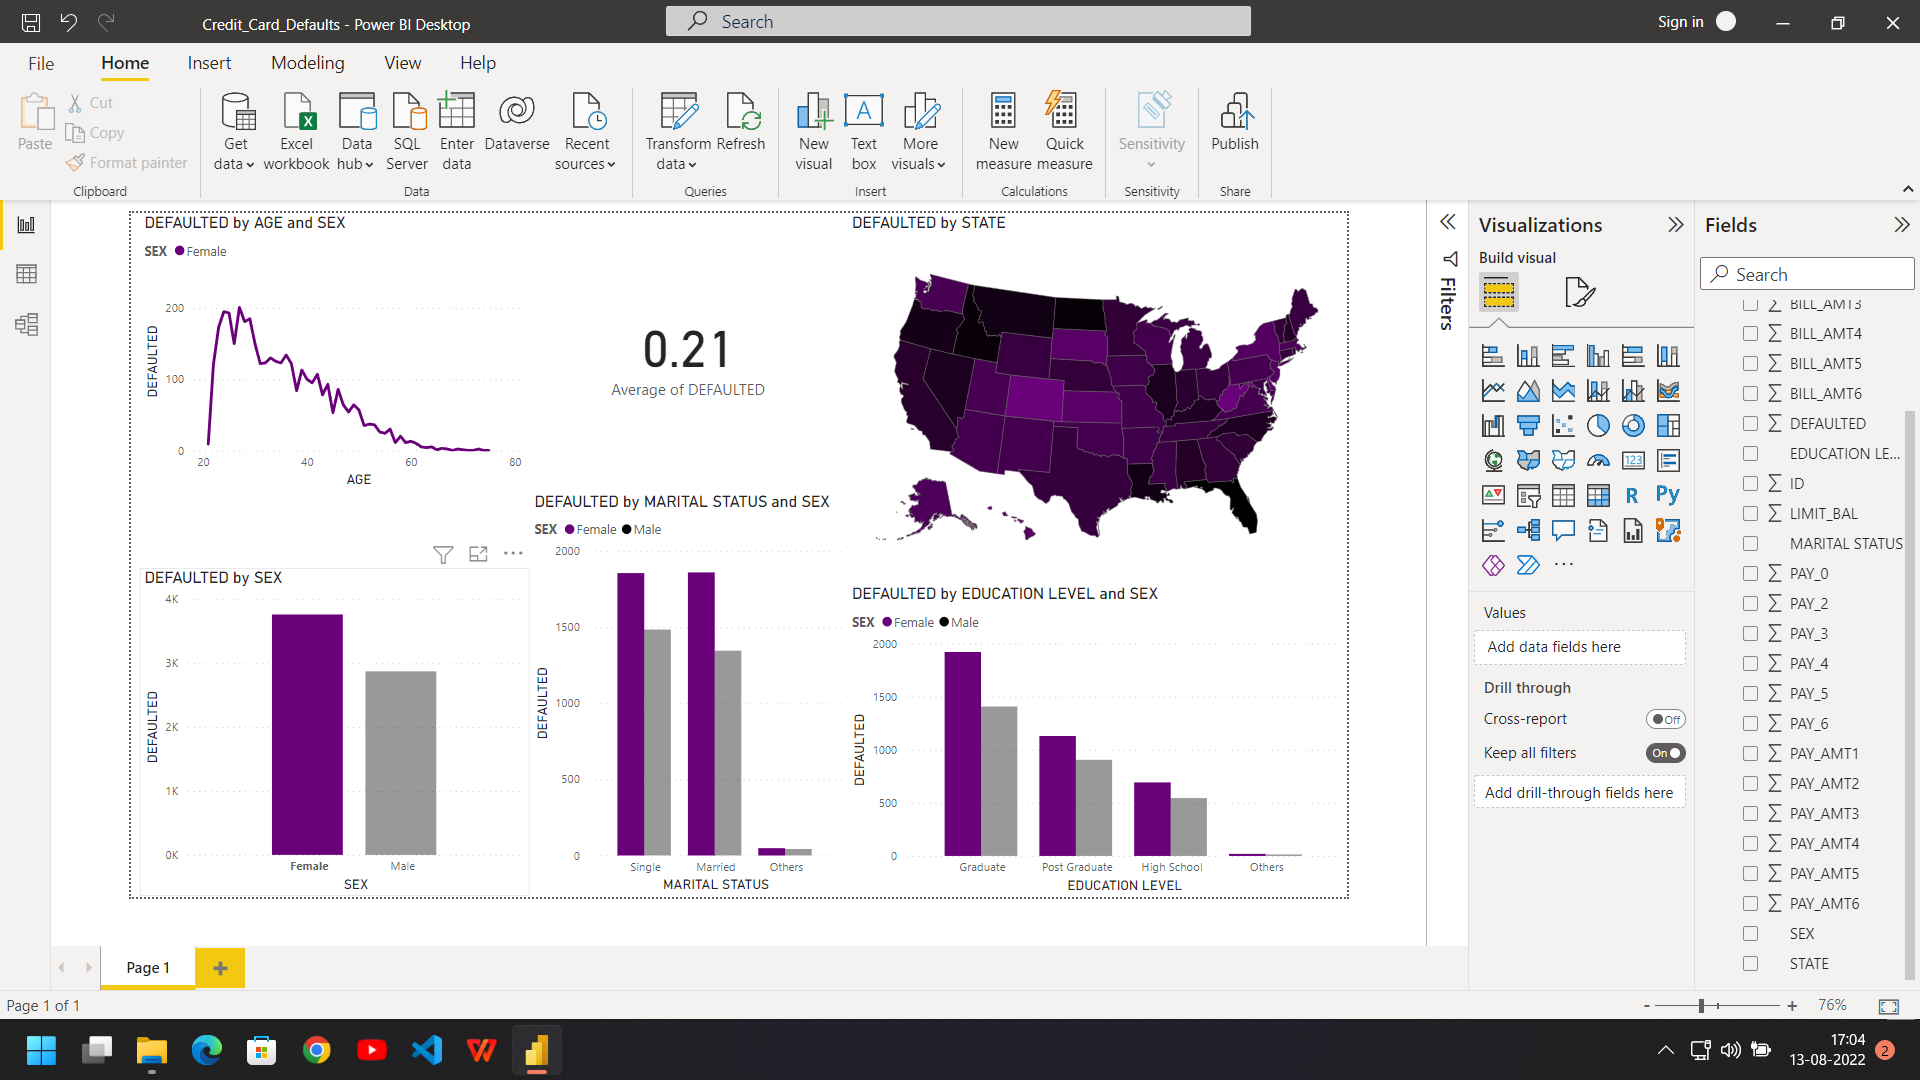 Credit_Card_Defaults - Power BI Desktop
Search
Sign in
File
Home
Insert
Modeling
View
Help
Paste
Cut
Copy
Format painter
Clipboard
Get data
Excel workbook
Data hub
SQL Server
Enter data
Dataverse
Recent sources
Data
Transform data
Refresh
Queries
New visual
Text box
More visuals
Insert
New measure
Quick measure
Calculations
Sensitivity
Sensitivity
Publish
Share
DEFAULTED by AGE and SEX
SEX Female
DEFAULTED
200
100
0
20 40 60 80
AGE
0.21
Average of DEFAULTED
DEFAULTED by STATE
DEFAULTED by SEX
DEFAULTED
4K
3K
2K
1K
0K
Female Male
SEX
DEFAULTED by MARITAL STATUS and SEX
SEX Female Male
DEFAULTED
2000
1500
1000
500
0
Single Married Others
MARITAL STATUS
DEFAULTED by EDUCATION LEVEL and SEX
SEX Female Male
DEFAULTED
2000
1500
1000
500
0
Graduate Post Graduate High School Others
EDUCATION LEVEL
Filters
Visualizations
Build visual
123
R
Py
Values
Add data fields here
Drill through
Cross-report
Off
Keep all filters
On
Add drill-through fields here
Fields
Search
BILL_AMT3
BILL_AMT4
BILL_AMT5
BILL_AMT6
DEFAULTED
EDUCATION LE...
ID
LIMIT_BAL
MARITAL STATUS
PAY_0
PAY_2
PAY_3
PAY_4
PAY_5
PAY_6
PAY_AMT1
PAY_AMT2
PAY_AMT3
PAY_AMT4
PAY_AMT5
PAY_AMT6
SEX
STATE
Page 1
Page 1 of 1
76%
17:04
13-08-2022
2